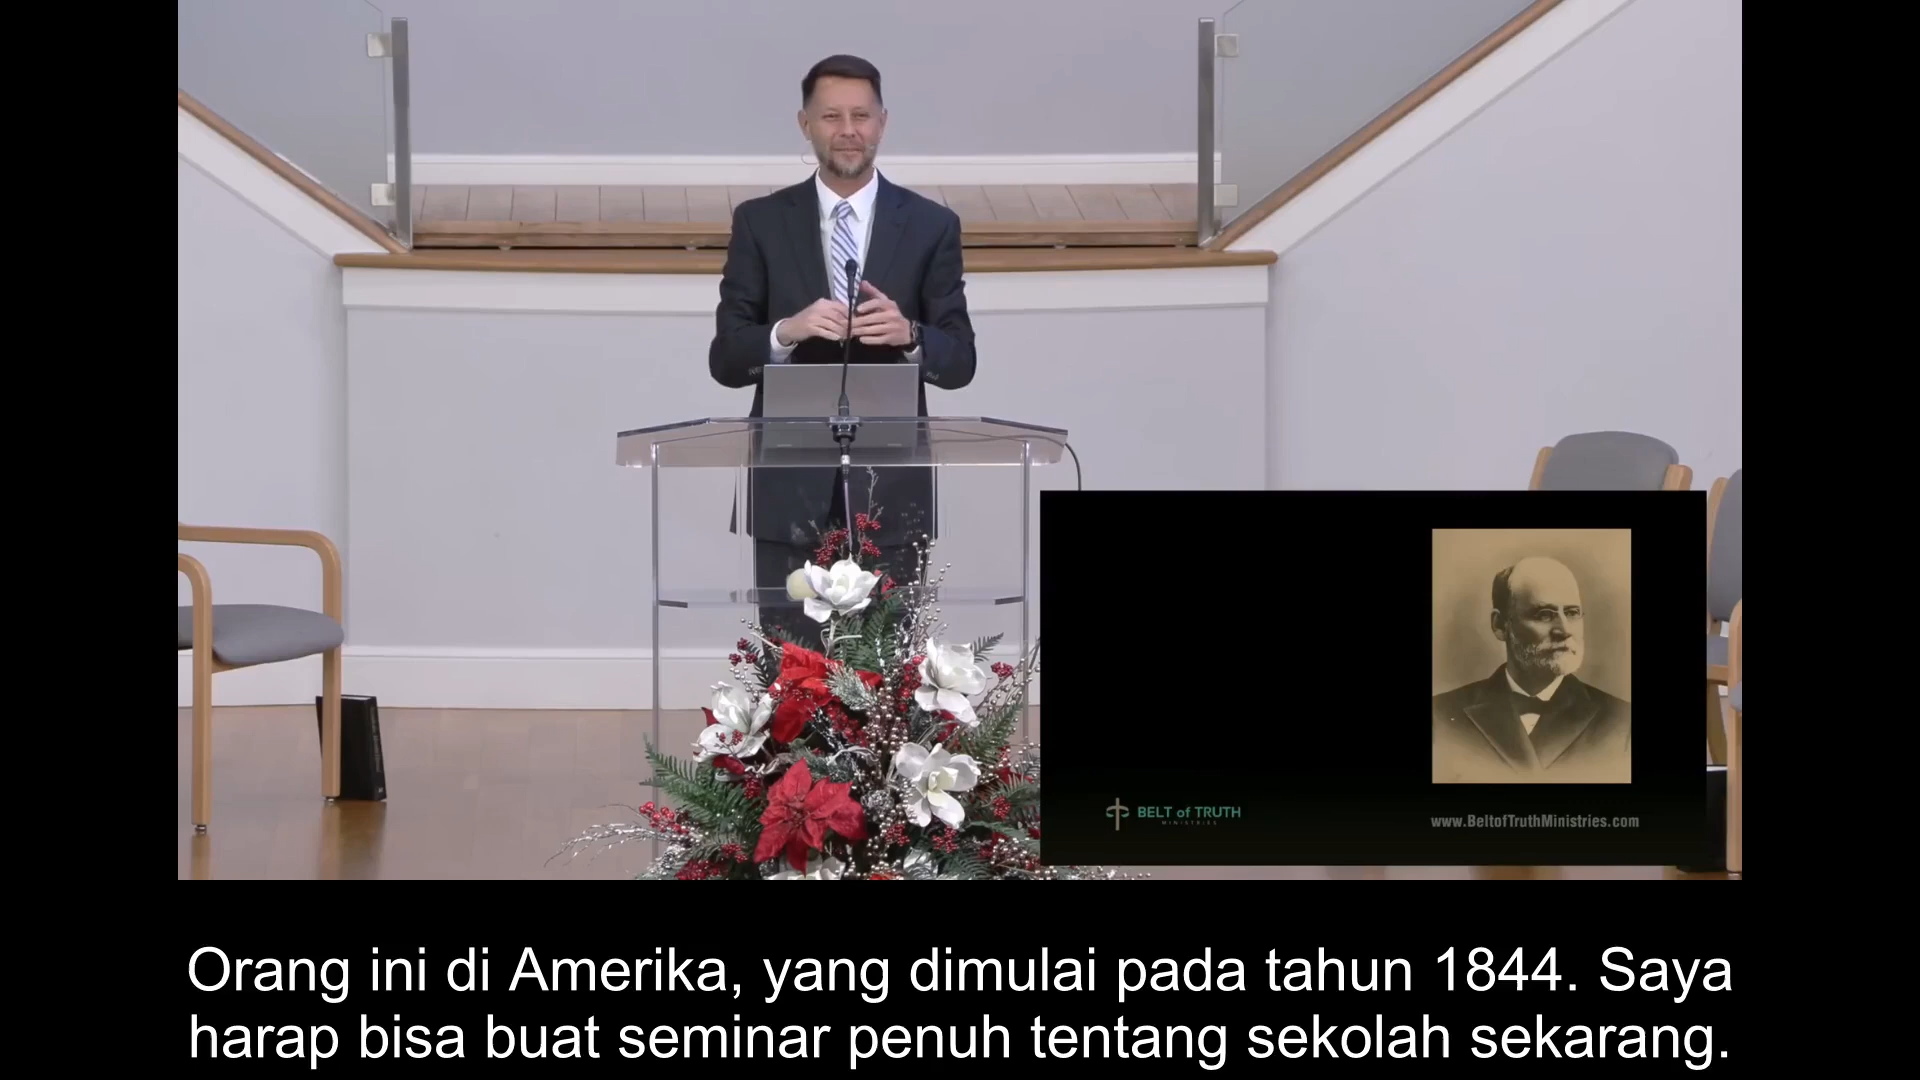 BELT of TRUTH
MINISTRIES
www.BeltofTruthMinistries.com
Orang ini di Amerika, yang dimulai pada tahun 1844. Saya
harap bisa buat seminar penuh tentang sekolah sekarang.